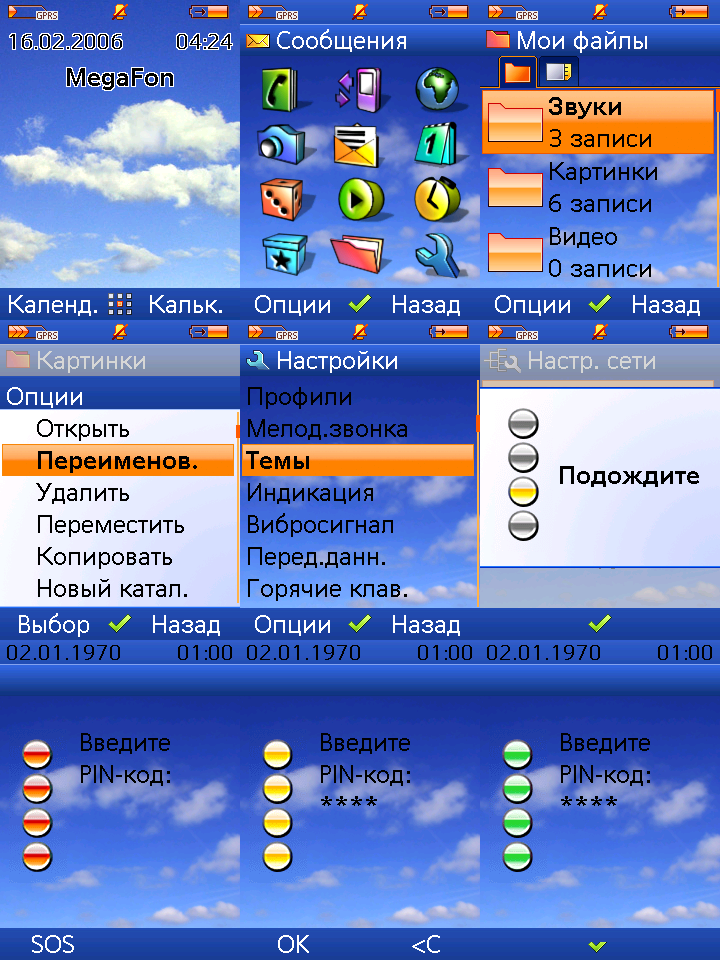 GPRS
16.02.2006 04:24
MegaFon
Календ. Кальк.
GPRS
Сообщения
1
Опции Назад
GPRS
Мои файлы
Звуки
3 записи
Картинки
6 записи
Видео
0 записи
Опции Назад
GPRS
Картинки
Опции
Открыть
Переименов.
Удалить
Переместить
Копировать
Новый катал.
Выбор Назад
GPRS
Настройки
Профили
Мелод.звонка
Темы
Индикация
Вибросигнал
Перед.данн.
Горячие клав.
Опции Назад
GPRS
Настр. сети
Подождите
02.01.1970 01:00
Введите
PIN-код:
SOS
02.01.1970 01:00
Введите
PIN-код:
****
OK <C
02.01.1970 01:00
Введите
PIN-код:
****